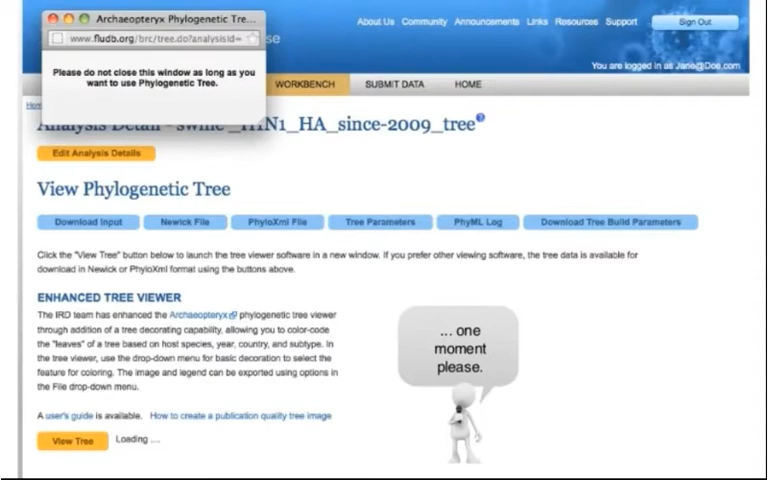 Archaeopteryx Phylogenetic Tre...
www.fludb.org/brc/tree.do?analysisId=
Please do not close this window as long as you
want to use Phylogenetic Tree.
About Us Community Announcements Links Resources Support
Sign Out
You are logged in as Jane@Doe.com
WORKBENCH SUBMIT DATA HOME
Analysis Detail - swine _H1N1_HA_since-2009_tree
Edit Analysis Details
View Phylogenetic Tree
Download Input Newick File PhyloXml File Tree Parameters PhyML Log Download Tree Build Parameters
Click the "View Tree" button below to launch the tree viewer software in a new window. If you prefer other viewing software, the tree data is available for
download in Newick or PhyloXml format using the buttons above.
ENHANCED TREE VIEWER
The IRD team has enhanced the Archaeopteryx phylogenetic tree viewer
through addition of a tree decorating capability, allowing you to color-code
the "leaves" of a tree based on host species, year, country, and subtype. In
the tree viewer, use the drop-down menu for basic decoration to select the
feature for coloring. The image and legend can be exported using options in
the File drop-down menu.
A user's guide is available. How to create a publication quality tree image
View Tree Loading ....
... one
moment
please.